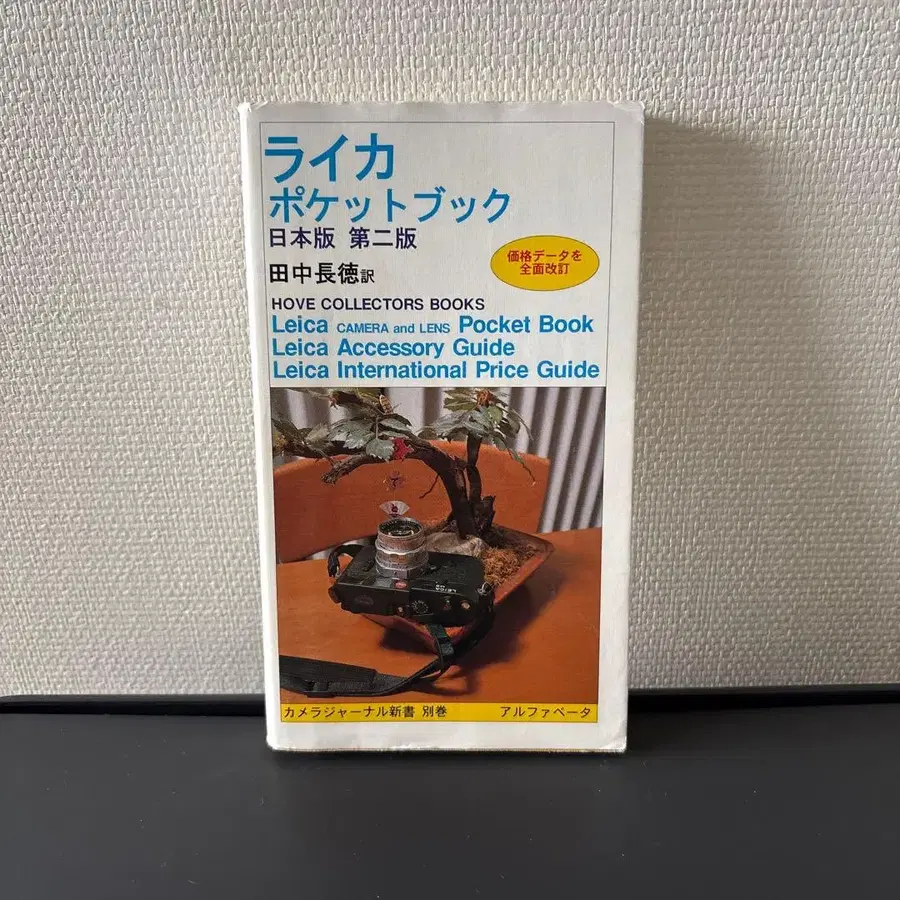 ライカ
ポケットブック
日本版 第二版
価格データを
全面改訂
田中長徳訳
HOVE COLLECTORS BOOKS
Leica CAMERA and LENS Pocket Book
Leica Accessory Guide
Leica International Price Guide
カメラジャーナル新書 別巻 アルファベータ